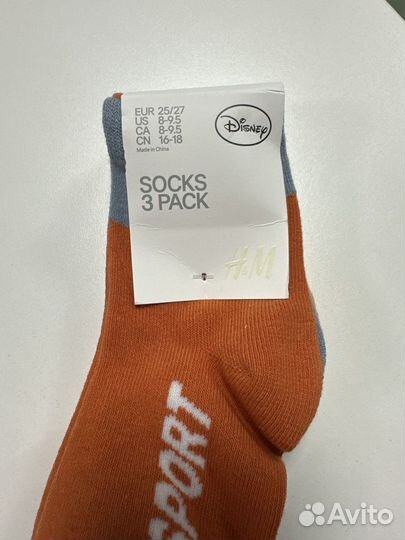 EUR 25/27
US 8-9.5
CA 8-9.5
CN 16-18
Made in China
Disney
SOCKS
3 PACK
H&M
SPORT
Avito